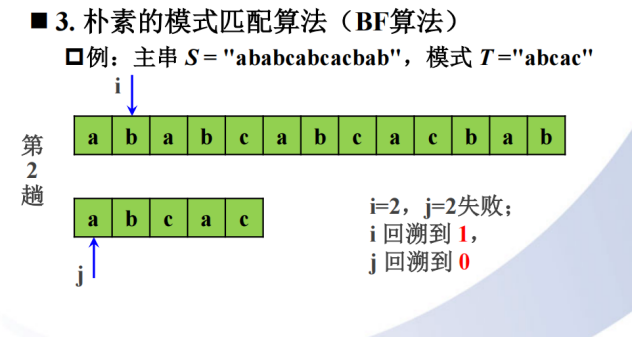 ■ 3. 朴素的模式匹配算法（BF算法）
例：主串 S = "ababcabcacbab"，模式 T ="abcac"
i
a b a b c a b c a c b a b
第2趟
a b c a c
j
i=2，j=2失败；
i 回溯到 1，
j 回溯到 0